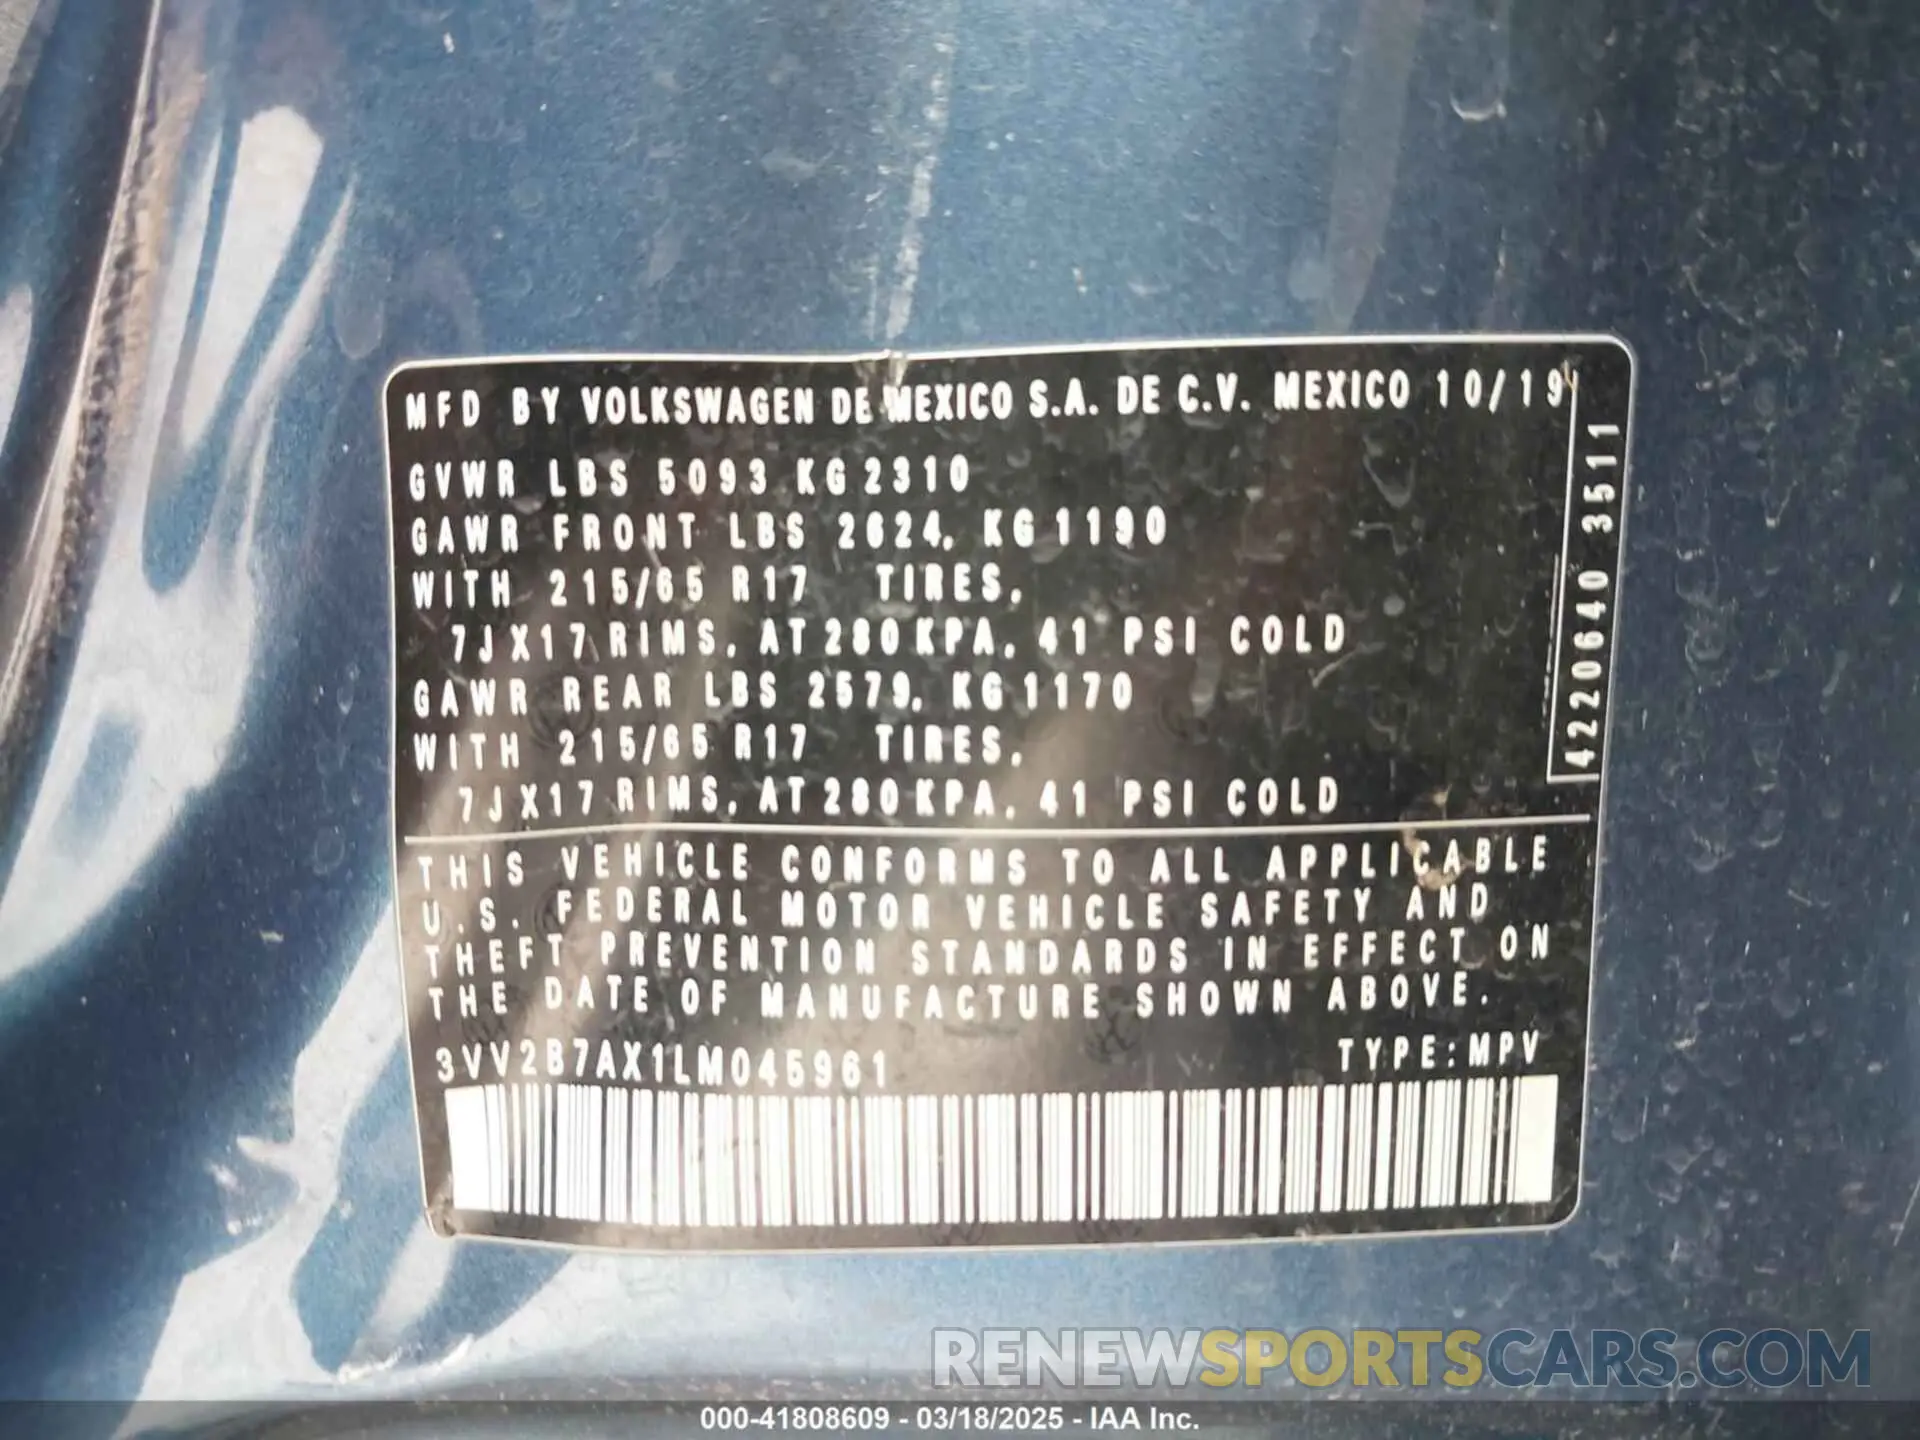 MFD BY VOLKSWAGEN DE MEXICO S.A. DE C.V. MEXICO 10/19
GVWR LBS 5093 KG 2310
GAWR FRONT LBS 2624, KG 1190
WITH 215/65 R17 TIRES,
7J X17 RIMS, AT 280 KPA, 41 PSI COLD
GAWR REAR LBS 2579, KG 1170
WITH 215/65 R17 TIRES,
7J X17 RIMS, AT 280 KPA, 41 PSI COLD
4220640 3511
THIS VEHICLE CONFORMS TO ALL APPLICABLE
U.S. FEDERAL MOTOR VEHICLE SAFETY AND
THEFT PREVENTION STANDARDS IN EFFECT ON
THE DATE OF MANUFACTURE SHOWN ABOVE.
3VV2B7AX1LM045961 TYPE:MPV
RENEWSPORTSCARS.COM
000-41808609 - 03/18/2025 - IAA Inc.